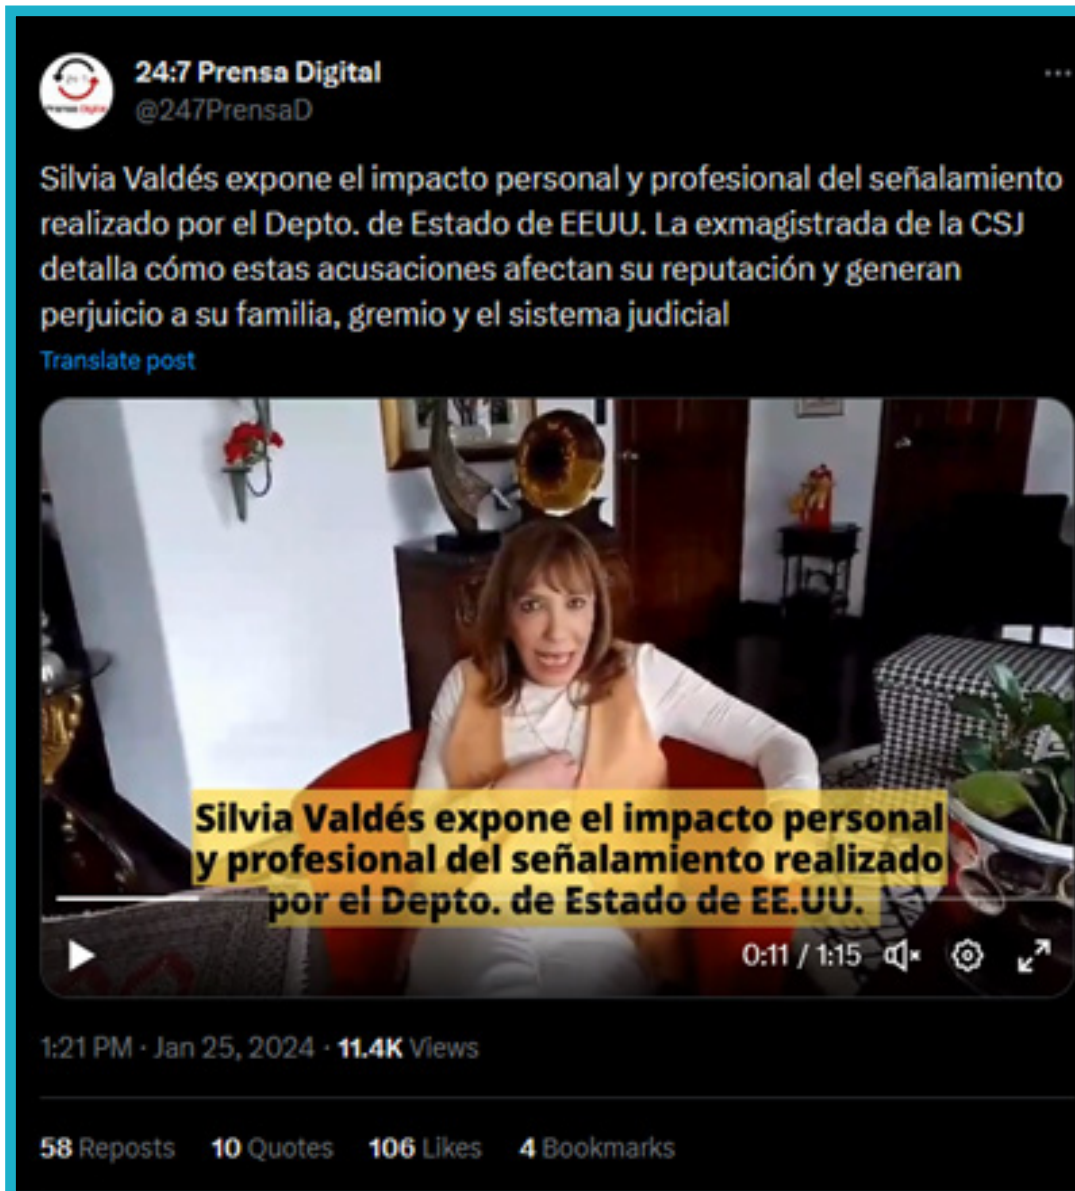 24:7 Prensa Digital
@247PrensaD
Silvia Valdés expone el impacto personal y profesional del señalamiento
realizado por el Depto. de Estado de EEUU. La exmagistrada de la CSJ
detalla cómo estas acusaciones afectan su reputación y generan
perjuicio a su familia, gremio y el sistema judicial
Translate post
Silvia Valdés expone el impacto personal
y profesional del señalamiento realizado
por el Depto. de Estado de EE.UU.
0:11 / 1:15
1:21 PM · Jan 25, 2024 · 11.4K Views
58 Reposts 10 Quotes 106 Likes 4 Bookmarks